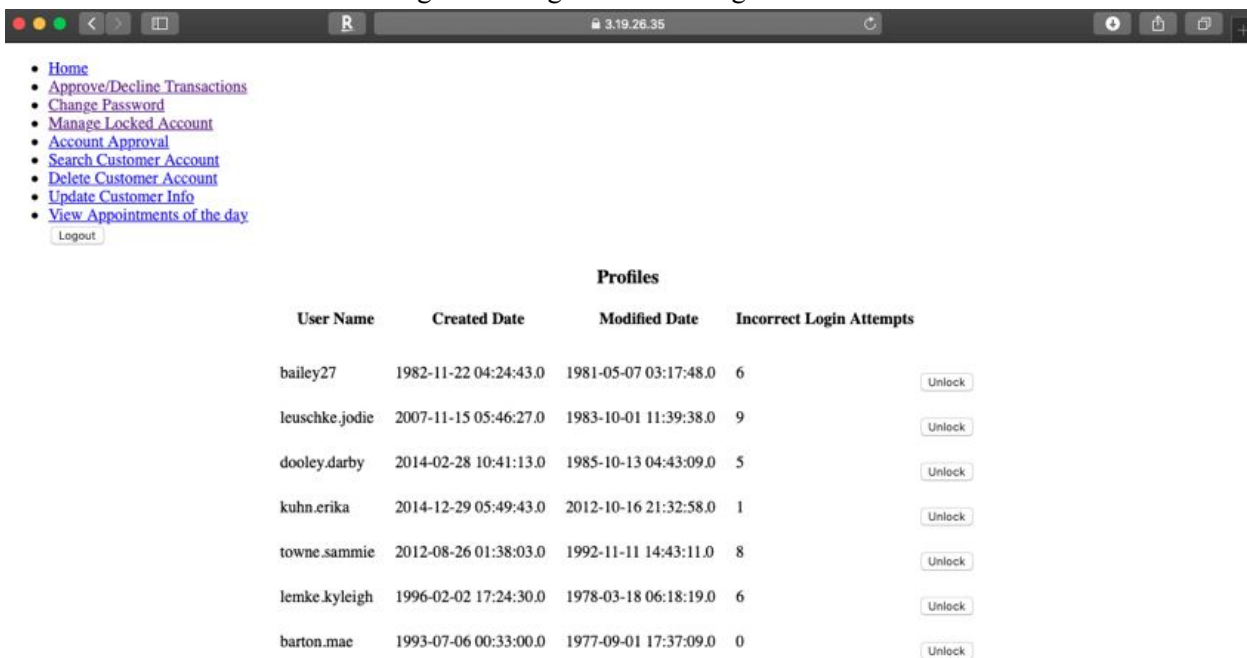 3.19.26.35
Home
Approve/Decline Transactions
Change Password
Manage Locked Account
Account Approval
Search Customer Account
Delete Customer Account
Update Customer Info
View Appointments of the day
Logout
Profiles
User Name Created Date Modified Date Incorrect Login Attempts
bailey27 1982-11-22 04:24:43.0 1981-05-07 03:17:48.0 6 Unlock
leuschke.jodie 2007-11-15 05:46:27.0 1983-10-01 11:39:38.0 9 Unlock
dooley.darby 2014-02-28 10:41:13.0 1985-10-13 04:43:09.0 5 Unlock
kuhn.erika 2014-12-29 05:49:43.0 2012-10-16 21:32:58.0 1 Unlock
towne.sammie 2012-08-26 01:38:03.0 1992-11-11 14:43:11.0 8 Unlock
lemke.kyleigh 1996-02-02 17:24:30.0 1978-03-18 06:18:19.0 6 Unlock
barton.mae 1993-07-06 00:33:00.0 1977-09-01 17:37:09.0 0 Unlock